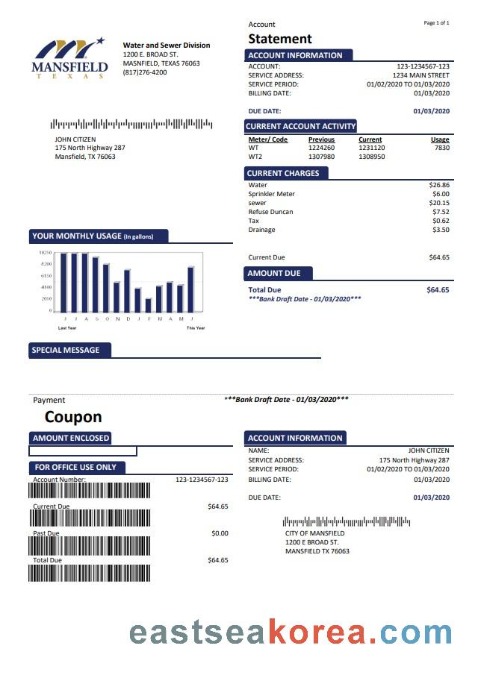 Account
Page 1 of 1
Statement
MANSFIELD
T E X A S
Water and Sewer Division
1200 E. BROAD ST.
MASNFIELD, TEXAS 76063
(817)276-4200
ACCOUNT INFORMATION
ACCOUNT: 123-1234567-123
SERVICE ADDRESS: 1234 MAIN STREET
SERVICE PERIOD: 01/02/2020 TO 01/03/2020
BILLING DATE: 01/03/2020
DUE DATE: 01/03/2020
JOHN CITIZEN
175 North Highway 287
Mansfield, TX 76063
CURRENT ACCOUNT ACTIVITY
Meter/ Code Previous Current Usage
WT 1224260 1231120 7830
WT2 1307980 1308950
CURRENT CHARGES
Water $26.86
Sprinkler Meter $6.00
sewer $20.15
Refuse Duncan $7.52
Tax $0.62
Drainage $3.50
Current Due $64.65
AMOUNT DUE
Total Due $64.65
***Bank Draft Date - 01/03/2020***
YOUR MONTHLY USAGE (In gallons)
J J A S O N D J F M A M J
Last Year This Year
SPECIAL MESSAGE
Payment
***Bank Draft Date - 01/03/2020***
Coupon
AMOUNT ENCLOSED
FOR OFFICE USE ONLY
Account Number: 123-1234567-123
Current Due $64.65
Past Due $0.00
Total Due $64.65
ACCOUNT INFORMATION
NAME: JOHN CITIZEN
SERVICE ADDRESS: 175 North Highway 287
SERVICE PERIOD: 01/02/2020 TO 01/03/2020
BILLING DATE: 01/03/2020
DUE DATE: 01/03/2020
CITY OF MANSFIELD
1200 E BROAD ST.
MANSFIELD TX 76063
eastseakorea.com